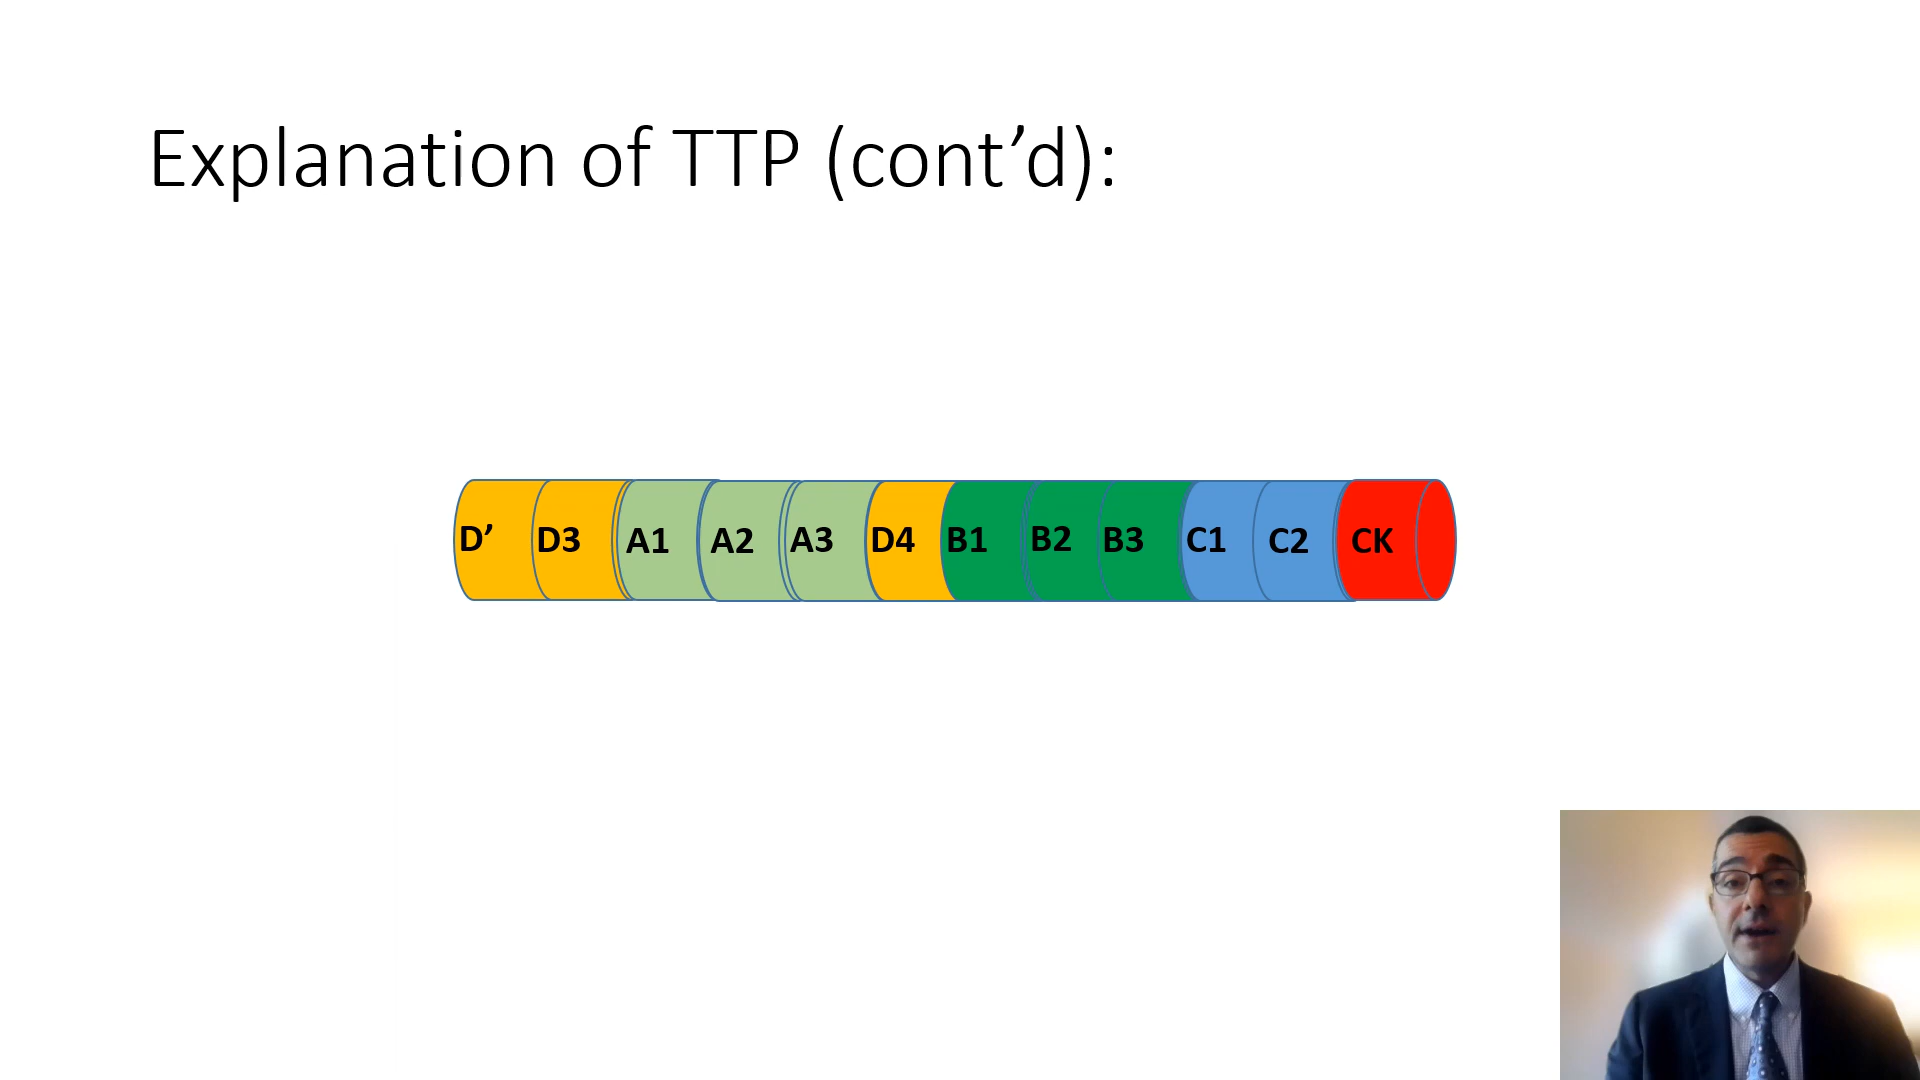 Explanation of TTP (cont’d):
D’ D3 A1 A2 A3 D4 B1 B2 B3 C1 C2 CK